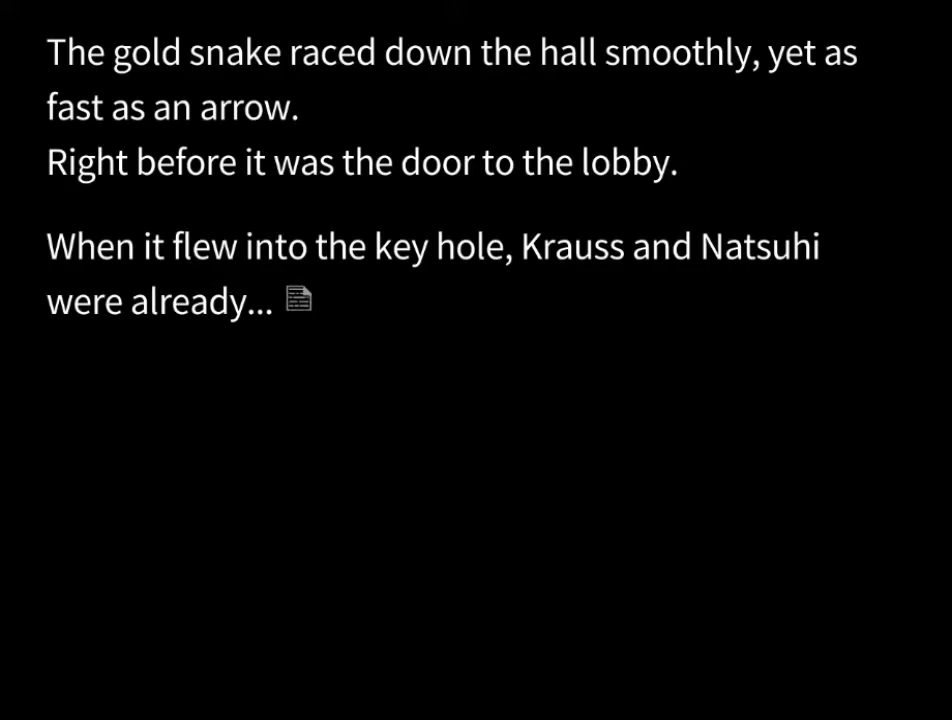 The gold snake raced down the hall smoothly, yet as
fast as an arrow.
Right before it was the door to the lobby.
When it flew into the key hole, Krauss and Natsuhi
were already...